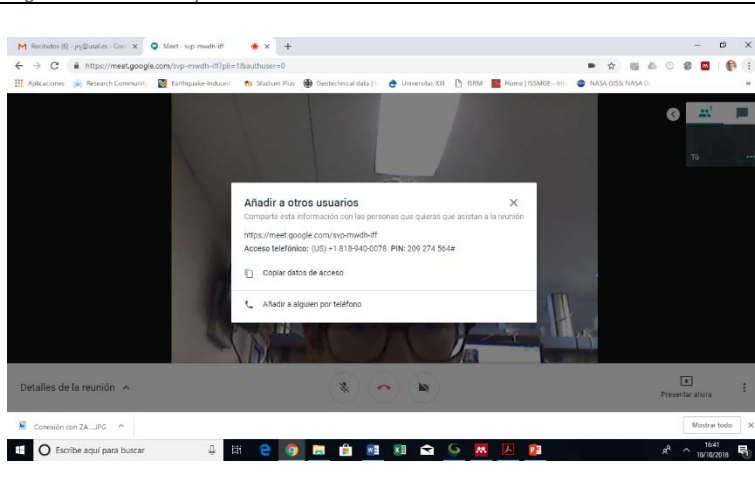 Recibidos (6) - jrj@usal.es - Corr
Meet - svp-mwdh-iff
https://meet.google.com/svp-mwdh-iff?pli=1&authuser=0
Aplicaciones
Research Communit
Earthquake-Induced
Studium Plus
Geotechnical data |
Universitas XXI
ISRM
Home | ISSMGE - Int
NASA GISS: NASA G
1
Tú
Añadir a otros usuarios
Comparte esta información con las personas que quieras que asistan a la reunión
https://meet.google.com/svp-mwdh-iff
Acceso telefónico: (US) +1 818-940-0078 PIN: 209 274 564#
Copiar datos de acceso
Añadir a alguien por teléfono
Detalles de la reunión
Presentar ahora
Conexión con ZA....JPG
Mostrar todo
Escribe aquí para buscar
16:41
10/10/2018